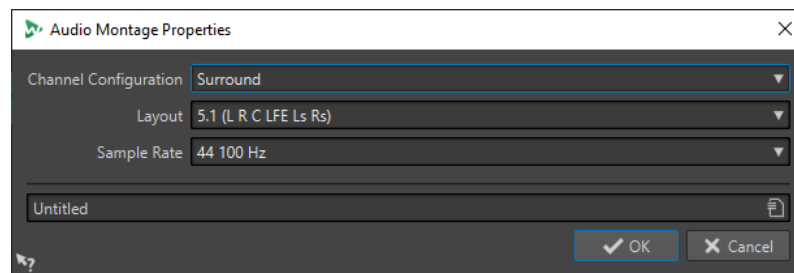 Audio Montage Properties
Channel Configuration Surround
Layout 5.1 (L R C LFE Ls Rs)
Sample Rate 44 100 Hz
Untitled
OK Cancel
?